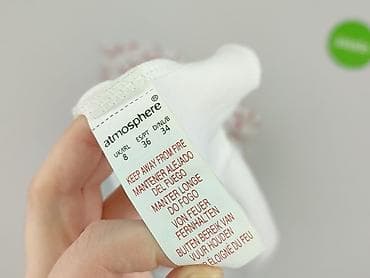 atmosphere®
UK/IRL ES/PT D/NL/B
8 36 34
KEEP AWAY FROM FIRE
MANTENER ALEJADO
DEL FUEGO
MANTER LONGE
DO FOGO
VON FEUER
FERNHALTEN
BUITEN BEREIK VAN
VUUR HOUDEN
ELOIGNE DU FEU